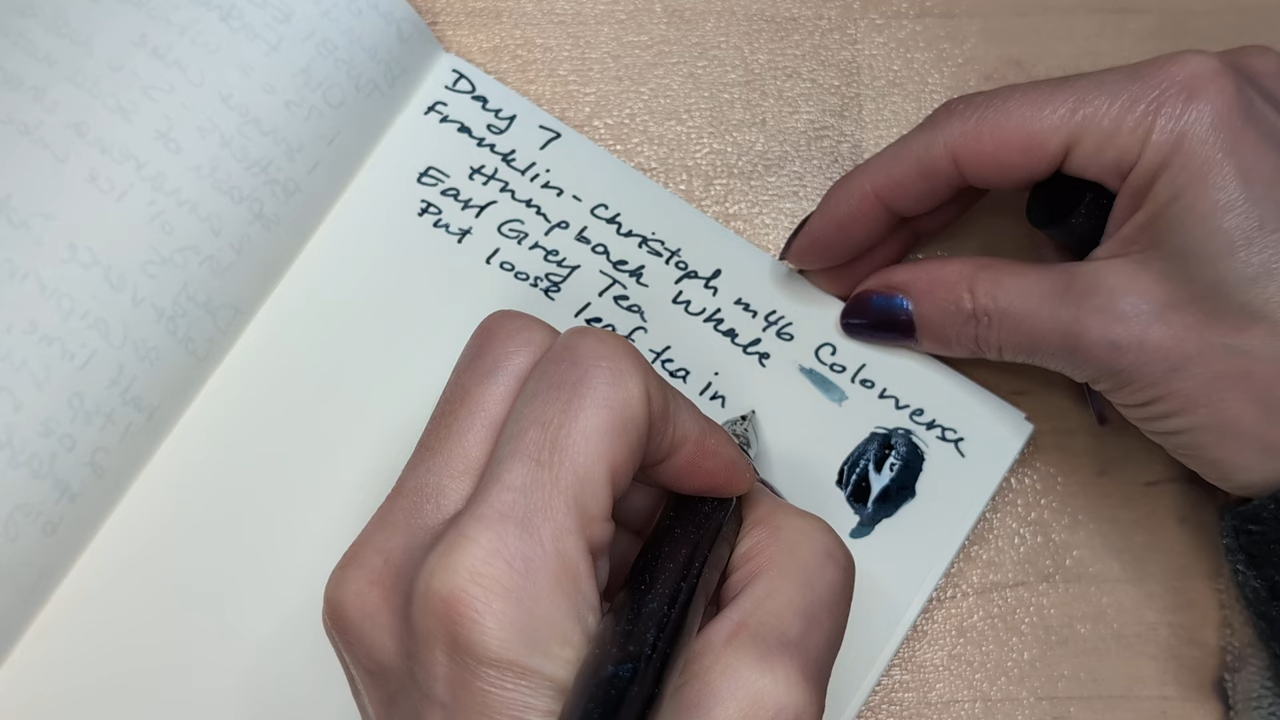 Day 7
Franklin-Christoph m46 Colorverse
Humpback Whale
Earl Grey Tea
Put loose leaf tea in